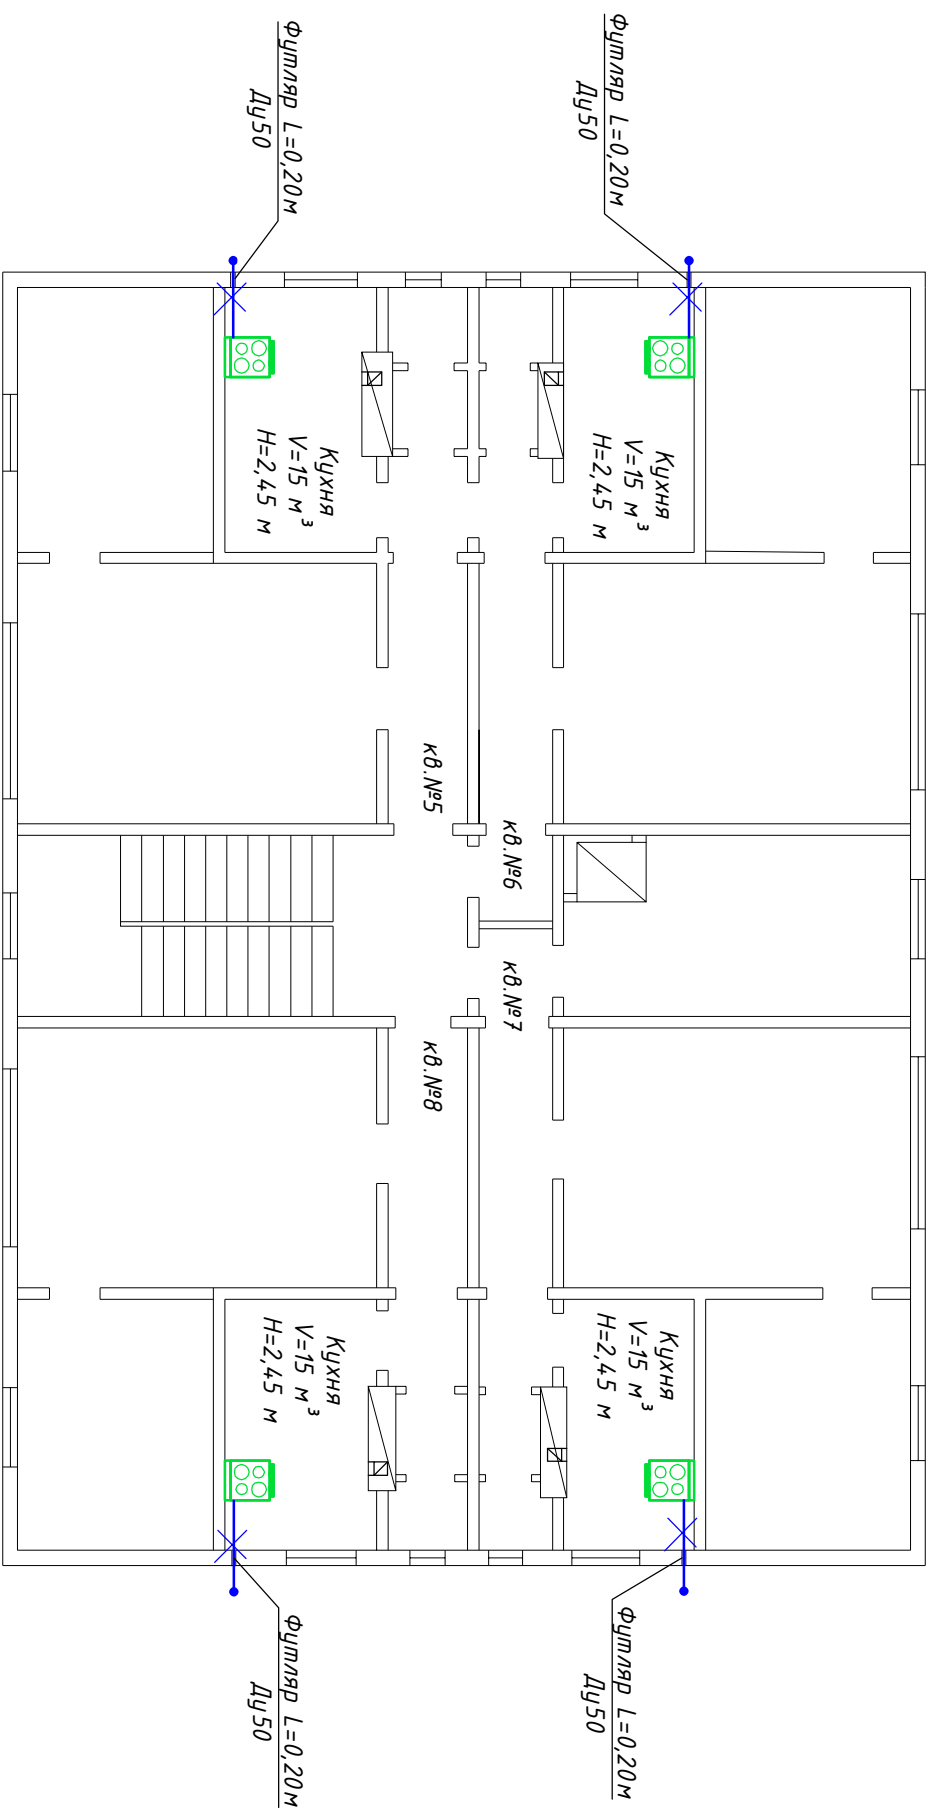 Футляр L=0,20м
Ду50
Футляр L=0,20м
Ду50
Кухня
V=15 м³
H=2,45 м
Кухня
V=15 м³
H=2,45 м
кв.№5
кв.№6
кв.№7
кв.№8
Кухня
V=15 м³
H=2,45 м
Кухня
V=15 м³
H=2,45 м
Футляр L=0,20м
Ду50
Футляр L=0,20м
Ду50